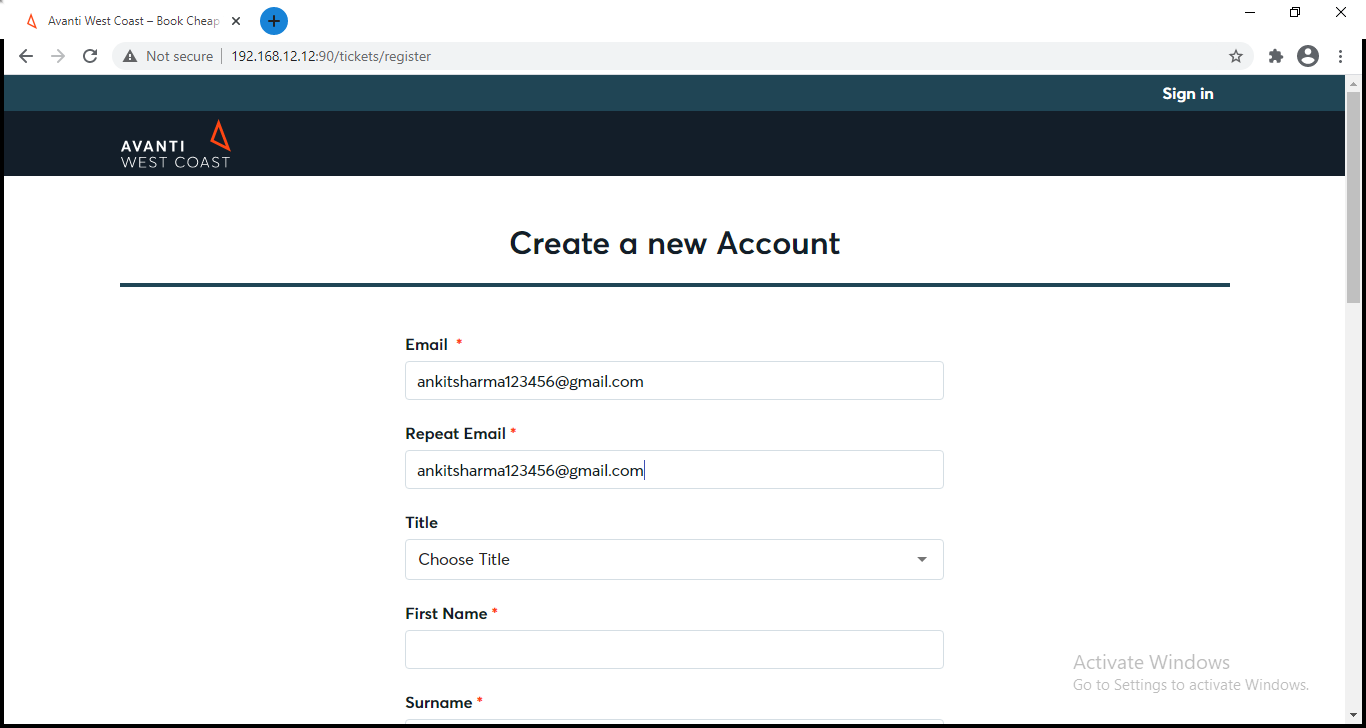 Avanti West Coast – Book Cheap
Not secure
192.168.12.12:90/tickets/register
Sign in
AVANTI
WEST COAST
Create a new Account
Email *
ankitsharma123456@gmail.com
Repeat Email *
ankitsharma123456@gmail.com
Title
Choose Title
First Name *
Surname *
Activate Windows
Go to Settings to activate Windows.